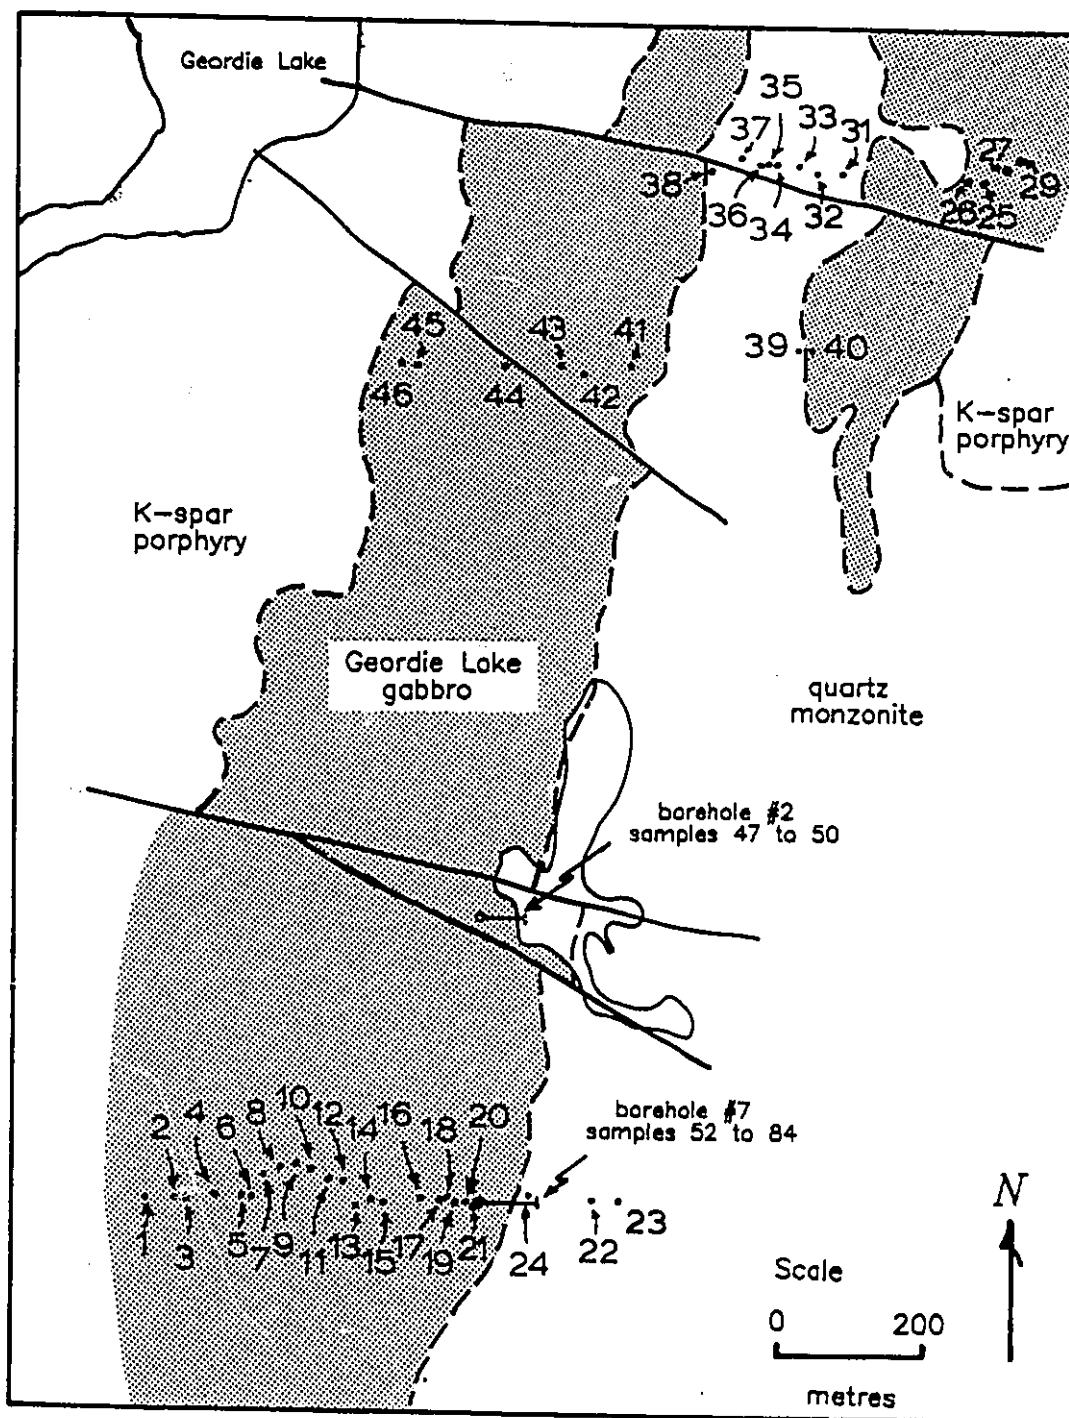 Geordie Lake
35
37 33 31
27
38
29
36 34 32
28 25
45 43 41
39 40
46 44 42
K-spar
porphyry
K-spar
porphyry
Geordie Lake
gabbro
quartz
monzonite
borehole #2
samples 47 to 50
10
8 12 16 20
2 4 6 14 18
borehole #7
samples 52 to 84
N
1 3 5 7 9 11 13 15 17 19 21 24 22 23
Scale
0 200
metres